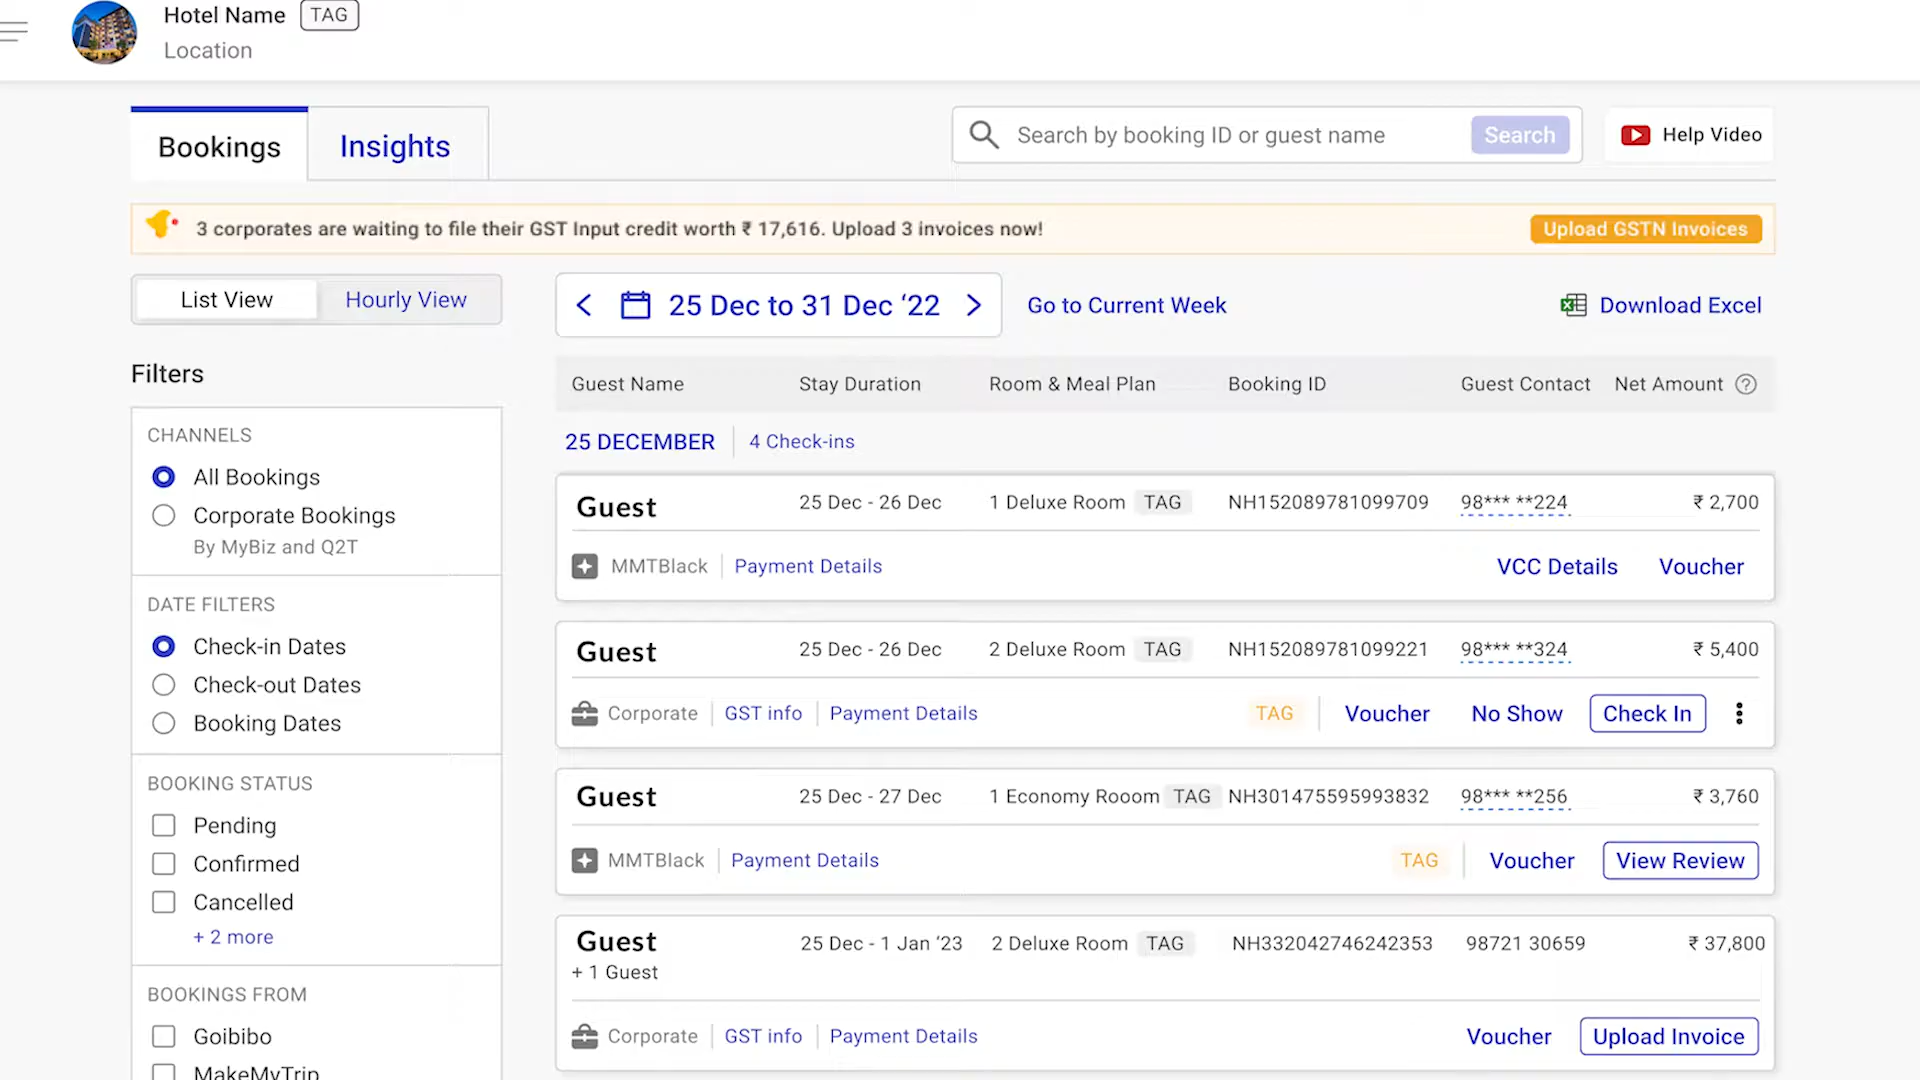 Hotel Name TAG
Location
Bookings Insights
Search by booking ID or guest name Search Help Video
3 corporates are waiting to file their GST Input credit worth ₹ 17,616. Upload 3 invoices now! Upload GSTN Invoices
List View Hourly View
25 Dec to 31 Dec ‘22 Go to Current Week Download Excel
Filters
CHANNELS
All Bookings
Corporate Bookings
By MyBiz and Q2T
DATE FILTERS
Check-in Dates
Check-out Dates
Booking Dates
BOOKING STATUS
Pending
Confirmed
Cancelled
+ 2 more
BOOKINGS FROM
Goibibo
MakeMyTrip
Guest Name Stay Duration Room & Meal Plan Booking ID Guest Contact Net Amount ?
25 DECEMBER 4 Check-ins
Guest 25 Dec - 26 Dec 1 Deluxe Room TAG NH152089781099709 98*** **224 ₹ 2,700
MMTBlack Payment Details VCC Details Voucher
Guest 25 Dec - 26 Dec 2 Deluxe Room TAG NH152089781099221 98*** **324 ₹ 5,400
Corporate GST info Payment Details TAG Voucher No Show Check In
Guest 25 Dec - 27 Dec 1 Economy Rooom TAG NH301475595993832 98*** **256 ₹ 3,760
MMTBlack Payment Details TAG Voucher View Review
Guest 25 Dec - 1 Jan ‘23 2 Deluxe Room TAG NH332042746242353 98721 30659 ₹ 37,800
+ 1 Guest
Corporate GST info Payment Details Voucher Upload Invoice